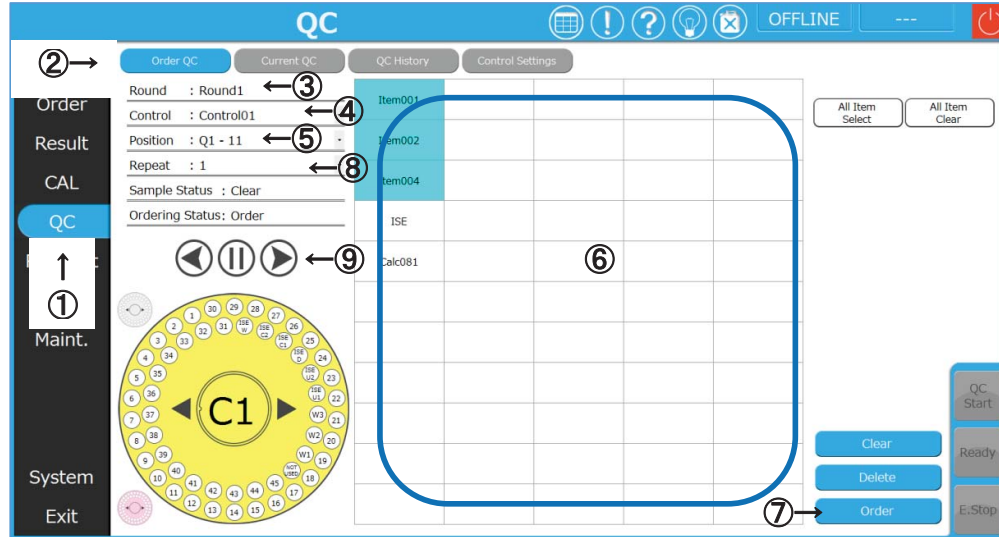 QC
! ? OFFLINE ---
②→ Order QC Current QC QC History Control Settings
Order
Result
CAL
QC
↑
①
Maint.
System
Exit
Round : Round1 ←③
Control : Control01 ←④
Position : Q1 - 11 ←⑤
Repeat : 1 ←⑧
Sample Status : Clear
Ordering Status: Order
←⑨
C1
1 2 3 4 5 6 7 8 9 10 11 12 13 14 15 16 17 18 19 20 21 22 23 24 25 26 27 28 29 30
31 32 33 34 35 36 37 38 39 40 41 42 43 44 45
NOT USED
W1
W2
W3
ISE U1
ISE U2
ISE D
ISE C1
ISE C2
ISE W
Item001
Item002
Item004
ISE
Calc081
⑥
All Item Select
All Item Clear
Clear
Delete
⑦→ Order
QC Start
Ready
E.Stop